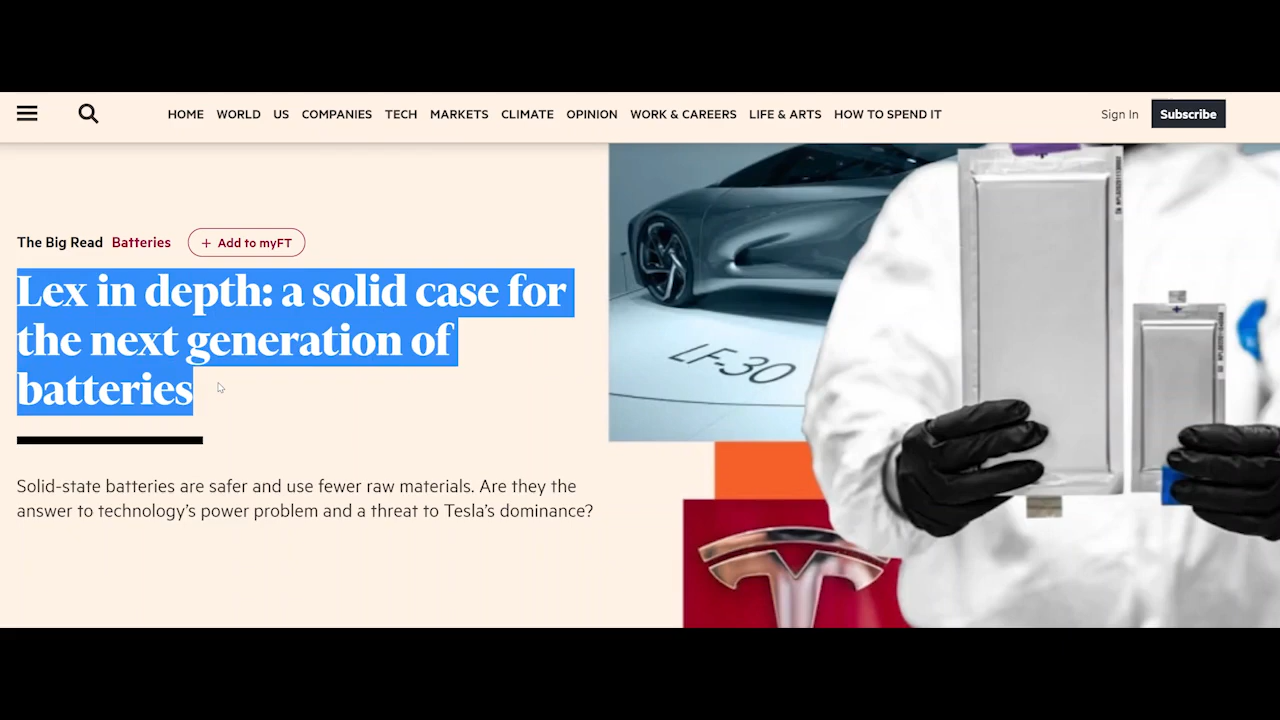 HOME WORLD US COMPANIES TECH MARKETS CLIMATE OPINION WORK & CAREERS LIFE & ARTS HOW TO SPEND IT Sign In Subscribe
The Big Read Batteries + Add to myFT
Lex in depth: a solid case for
the next generation of
batteries
Solid-state batteries are safer and use fewer raw materials. Are they the
answer to technology’s power problem and a threat to Tesla’s dominance?
LF-30